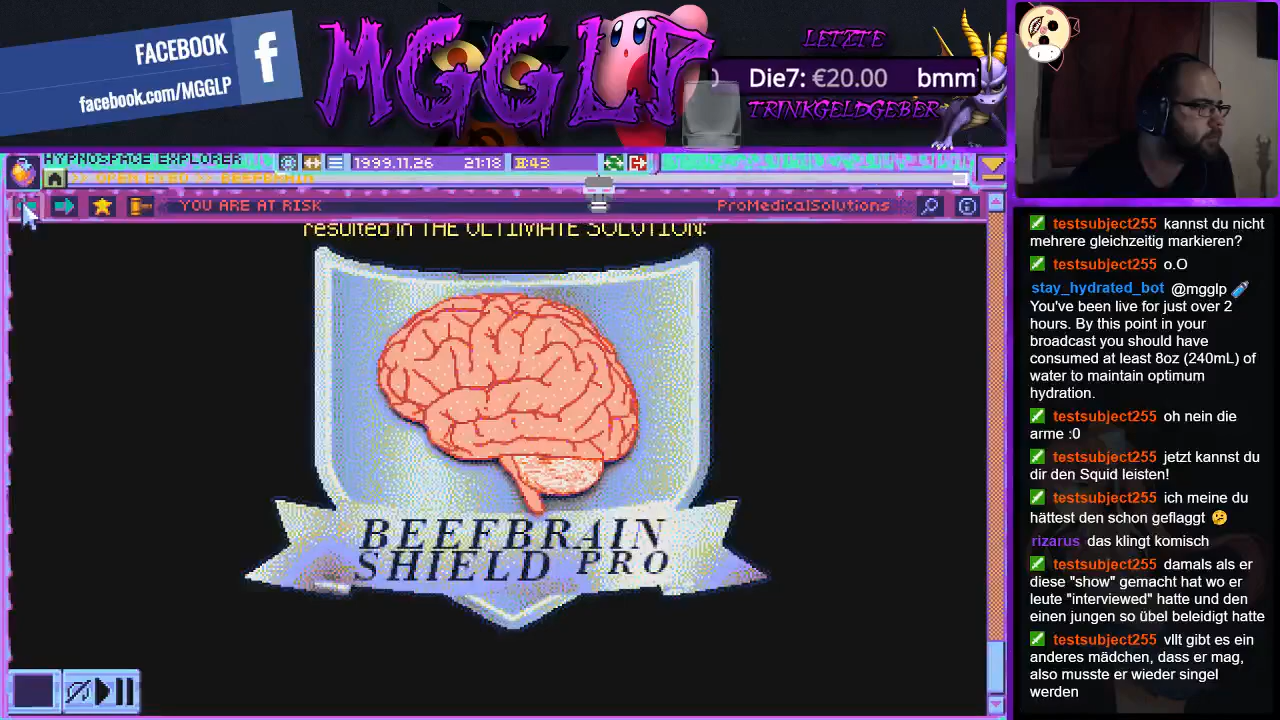 FACEBOOK
facebook.com/MGGLP
f
MGGLP
LETZTE
Die7: €20.00 bmm
TRINKGELDGEBER
HYPNOSPACE EXPLORER
1999.11.26 21:18
>> OPEN EYED >> BEEFBRAIN
YOU ARE AT RISK
ProMedicalSolutions
resulted in THE ULTIMATE SOLUTION:
BEEFBRAIN
SHIELD PRO
testsubject255 kannst du nicht
mehrere gleichzeitig markieren?
testsubject255 o.O
stay_hydrated_bot @mgglp
You've been live for just over 2
hours. By this point in your
broadcast you should have
consumed at least 8oz (240mL) of
water to maintain optimum
hydration.
testsubject255 oh nein die
arme :0
testsubject255 jetzt kannst du
dir den Squid leisten!
testsubject255 ich meine du
hättest den schon geflaggt
rizarus das klingt komisch
testsubject255 damals als er
diese "show" gemacht hat wo er
leute "interviewed" hatte und den
einen jungen so übel beleidigt hatte
testsubject255 vllt gibt es ein
anderes mädchen, dass er mag,
also musste er wieder singel
werden